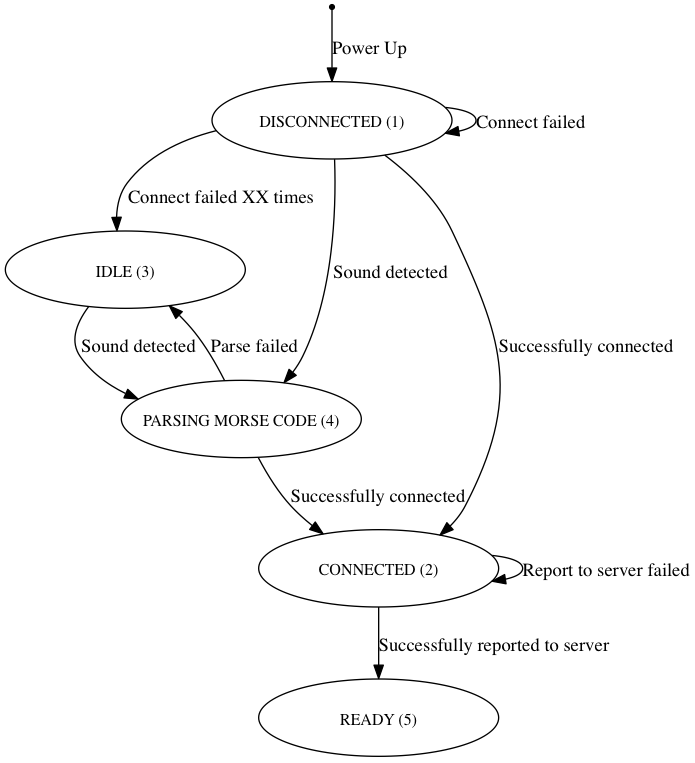 Power Up
DISCONNECTED (1)
Connect failed
Connect failed XX times
IDLE (3)
Sound detected
Sound detected
Parse failed
Successfully connected
PARSING MORSE CODE (4)
Successfully connected
CONNECTED (2)
Report to server failed
Successfully reported to server
READY (5)